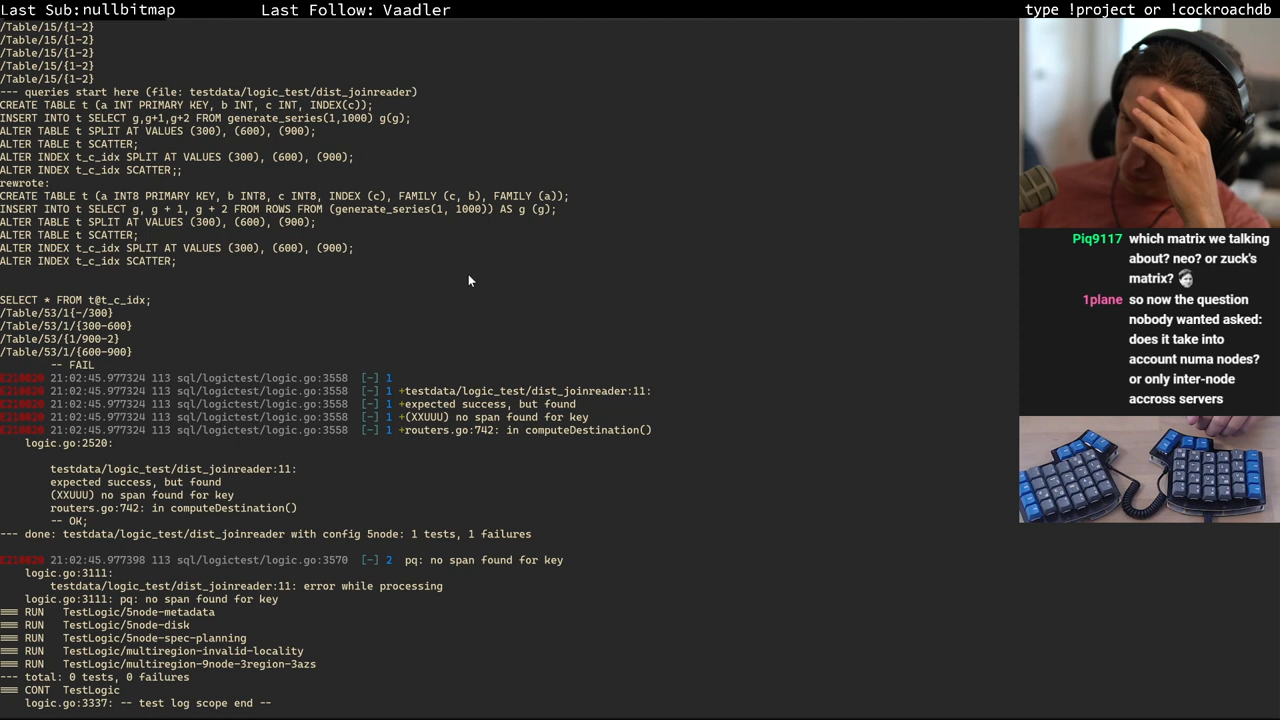 Last Sub: nullbitmap
Last Follow: Vaadler
type !project or !cockroachdb
/Table/15/{1-2}
/Table/15/{1-2}
/Table/15/{1-2}
/Table/15/{1-2}
/Table/15/{1-2}
--- queries start here (file: testdata/logic_test/dist_joinreader)
CREATE TABLE t (a INT PRIMARY KEY, b INT, c INT, INDEX(c));
INSERT INTO t SELECT g,g+1,g+2 FROM generate_series(1,1000) g(g);
ALTER TABLE t SPLIT AT VALUES (300), (600), (900);
ALTER TABLE t SCATTER;
ALTER INDEX t_c_idx SPLIT AT VALUES (300), (600), (900);
ALTER INDEX t_c_idx SCATTER;;
rewrote:
CREATE TABLE t (a INT8 PRIMARY KEY, b INT8, c INT8, INDEX (c), FAMILY (c, b), FAMILY (a));
INSERT INTO t SELECT g, g + 1, g + 2 FROM ROWS FROM (generate_series(1, 1000)) AS g (g);
ALTER TABLE t SPLIT AT VALUES (300), (600), (900);
ALTER TABLE t SCATTER;
ALTER INDEX t_c_idx SPLIT AT VALUES (300), (600), (900);
ALTER INDEX t_c_idx SCATTER;
SELECT * FROM t@t_c_idx;
/Table/53/1{-/300}
/Table/53/1/{300-600}
/Table/53/{1/900-2}
/Table/53/1/{600-900}
-- FAIL
E210820 21:02:45.977324 113 sql/logictest/logic.go:3558  [-] 1
E210820 21:02:45.977324 113 sql/logictest/logic.go:3558  [-] 1 +testdata/logic_test/dist_joinreader:11:
E210820 21:02:45.977324 113 sql/logictest/logic.go:3558  [-] 1 +expected success, but found
E210820 21:02:45.977324 113 sql/logictest/logic.go:3558  [-] 1 +(XXUUU) no span found for key
E210820 21:02:45.977324 113 sql/logictest/logic.go:3558  [-] 1 +routers.go:742: in computeDestination()
logic.go:2520:
testdata/logic_test/dist_joinreader:11:
expected success, but found
(XXUUU) no span found for key
routers.go:742: in computeDestination()
-- OK;
--- done: testdata/logic_test/dist_joinreader with config 5node: 1 tests, 1 failures
E210820 21:02:45.977398 113 sql/logictest/logic.go:3570  [-] 2  pq: no span found for key
logic.go:3111:
testdata/logic_test/dist_joinreader:11: error while processing
logic.go:3111: pq: no span found for key
=== RUN   TestLogic/5node-metadata
=== RUN   TestLogic/5node-disk
=== RUN   TestLogic/5node-spec-planning
=== RUN   TestLogic/multiregion-invalid-locality
=== RUN   TestLogic/multiregion-9node-3region-3azs
--- total: 0 tests, 0 failures
=== CONT  TestLogic
logic.go:3337: -- test log scope end --
Piq9117 which matrix we talking
about? neo? or zuck's
matrix?
1plane so now the question
nobody wanted asked:
does it take into
account numa nodes?
or only inter-node
accross servers